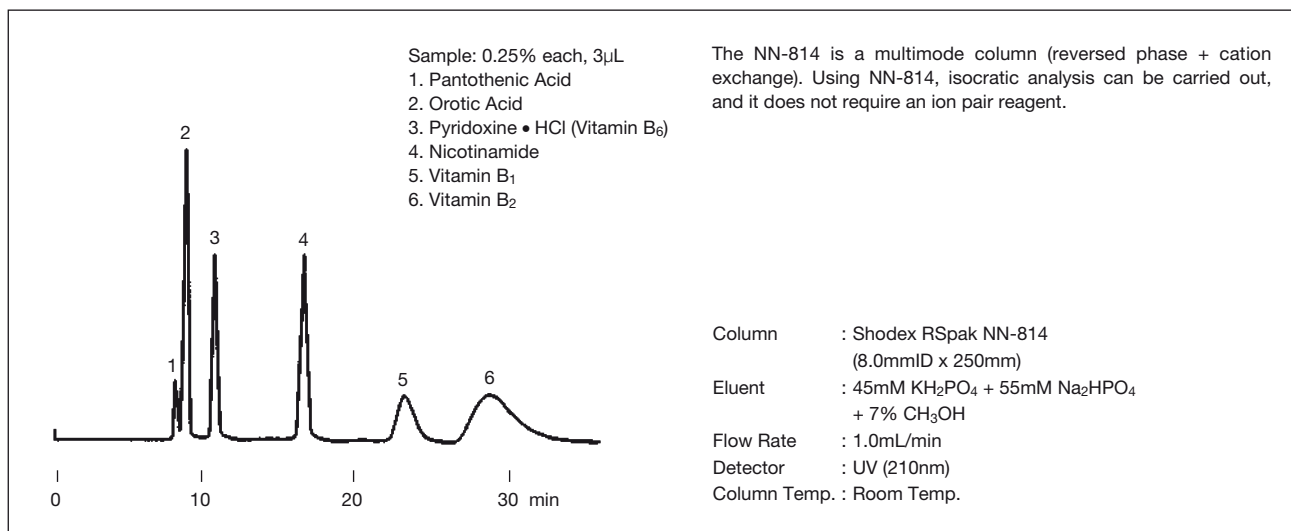 Sample: 0.25% each, 3µL
1. Pantothenic Acid
2. Orotic Acid
3. Pyridoxine • HCl (Vitamin B₆)
4. Nicotinamide
5. Vitamin B₁
6. Vitamin B₂
The NN-814 is a multimode column (reversed phase + cation
exchange). Using NN-814, isocratic analysis can be carried out,
and it does not require an ion pair reagent.
2
3
4
1
5
6
0 10 20 30 min
Column : Shodex RSpak NN-814
(8.0mmID x 250mm)
Eluent : 45mM KH₂PO₄ + 55mM Na₂HPO₄
+ 7% CH₃OH
Flow Rate : 1.0mL/min
Detector : UV (210nm)
Column Temp. : Room Temp.